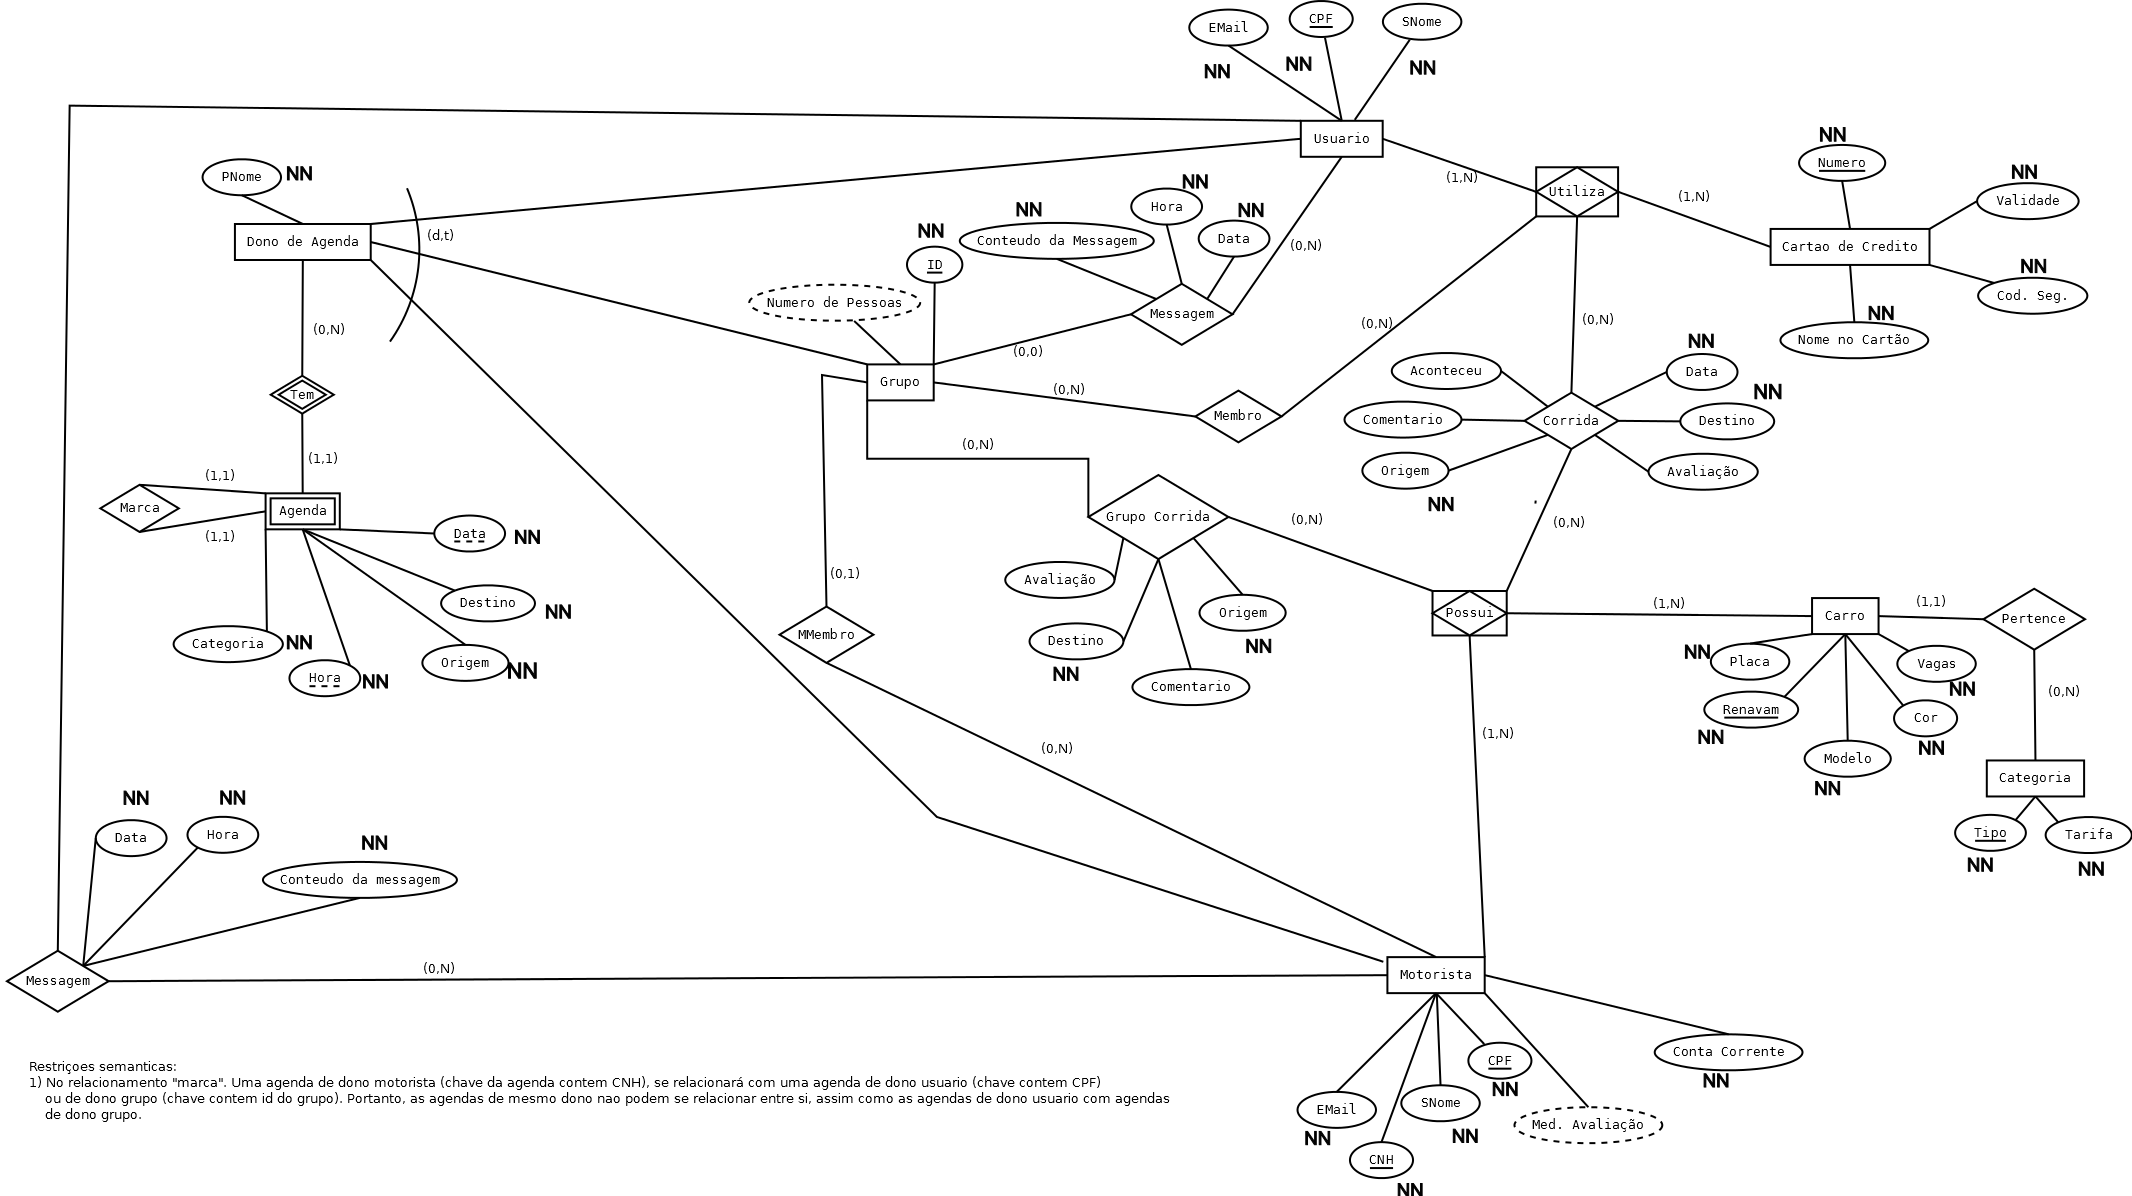 EMail
CPF
SNome
NN
NN
NN
Usuario
PNome
NN
Dono de Agenda
(d,t)
(0,N)
Tem
(1,1)
Agenda
Marca
(1,1)
(1,1)
Data
NN
Destino
NN
Origem
NN
Hora
NN
Categoria
NN
Numero de Pessoas
NN
ID
Grupo
NN
Conteudo da Messagem
NN
Hora
NN
Data
Messagem
(0,N)
(0,0)
(1,N)
Utiliza
(1,N)
NN
Numero
NN
Validade
Cartao de Credito
NN
Cod. Seg.
NN
Nome no Cartão
(0,N)
(0,N)
(0,N)
Membro
Aconteceu
Comentario
Origem
NN
Corrida
NN
Data
NN
Destino
Avaliação
(0,N)
(0,N)
Grupo Corrida
(0,N)
Avaliação
Destino
NN
Comentario
Origem
NN
(0,1)
MMembro
(0,N)
Possui
(1,N)
(1,N)
Carro
(1,1)
Pertence
NN
Placa
Renavam
NN
Modelo
NN
Cor
NN
Vagas
NN
(0,N)
Categoria
Tipo
NN
Tarifa
NN
NN
Data
NN
Hora
NN
Conteudo da messagem
Messagem
(0,N)
Motorista
EMail
NN
CNH
NN
SNome
NN
CPF
NN
Med. Avaliação
Conta Corrente
NN
Restriçoes semanticas:
1) No relacionamento "marca". Uma agenda de dono motorista (chave da agenda contem CNH), se relacionará com uma agenda de dono usuario (chave contem CPF)
ou de dono grupo (chave contem id do grupo). Portanto, as agendas de mesmo dono nao podem se relacionar entre si, assim como as agendas de dono usuario com agendas
de dono grupo.